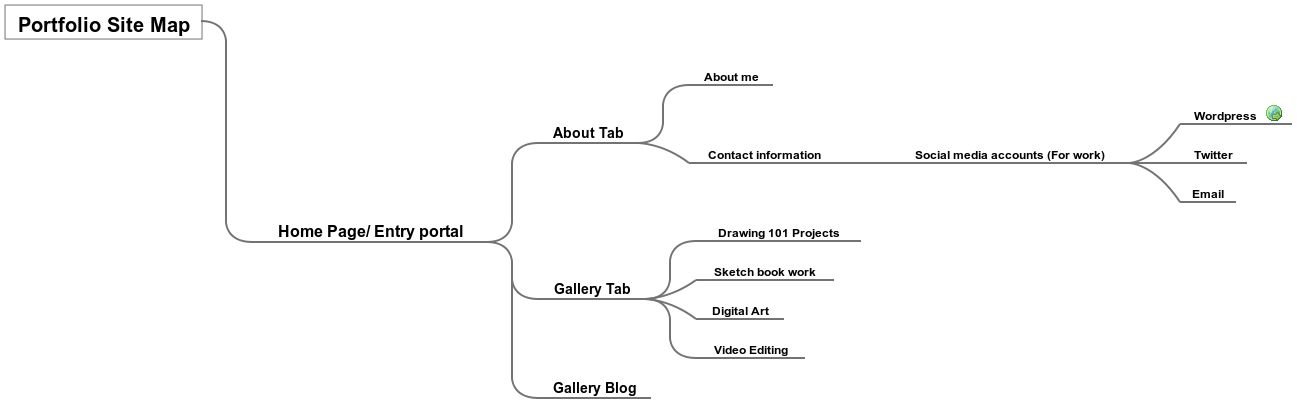 Portfolio Site Map
About me
About Tab
Contact information
Social media accounts (For work)
Wordpress
Twitter
Email
Home Page/ Entry portal
Drawing 101 Projects
Sketch book work
Gallery Tab
Digital Art
Video Editing
Gallery Blog